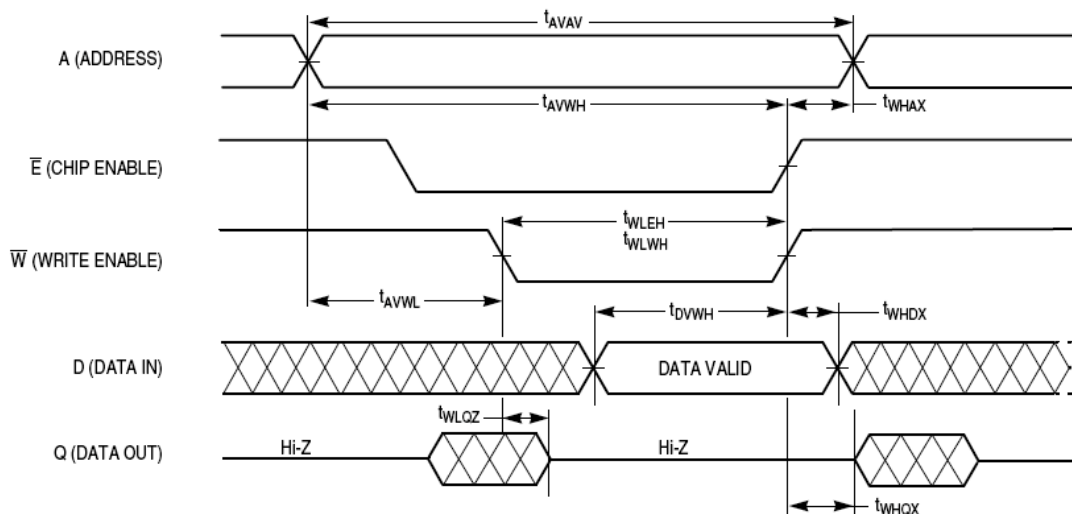 tAVAV
A (ADDRESS)
tAVWH
tWHAX
E (CHIP ENABLE)
tWLEH
tWLWH
W (WRITE ENABLE)
tAVWL
tDVWH
tWHDX
D (DATA IN)
DATA VALID
tWLQZ
Q (DATA OUT)
Hi-Z
Hi-Z
tWHQX